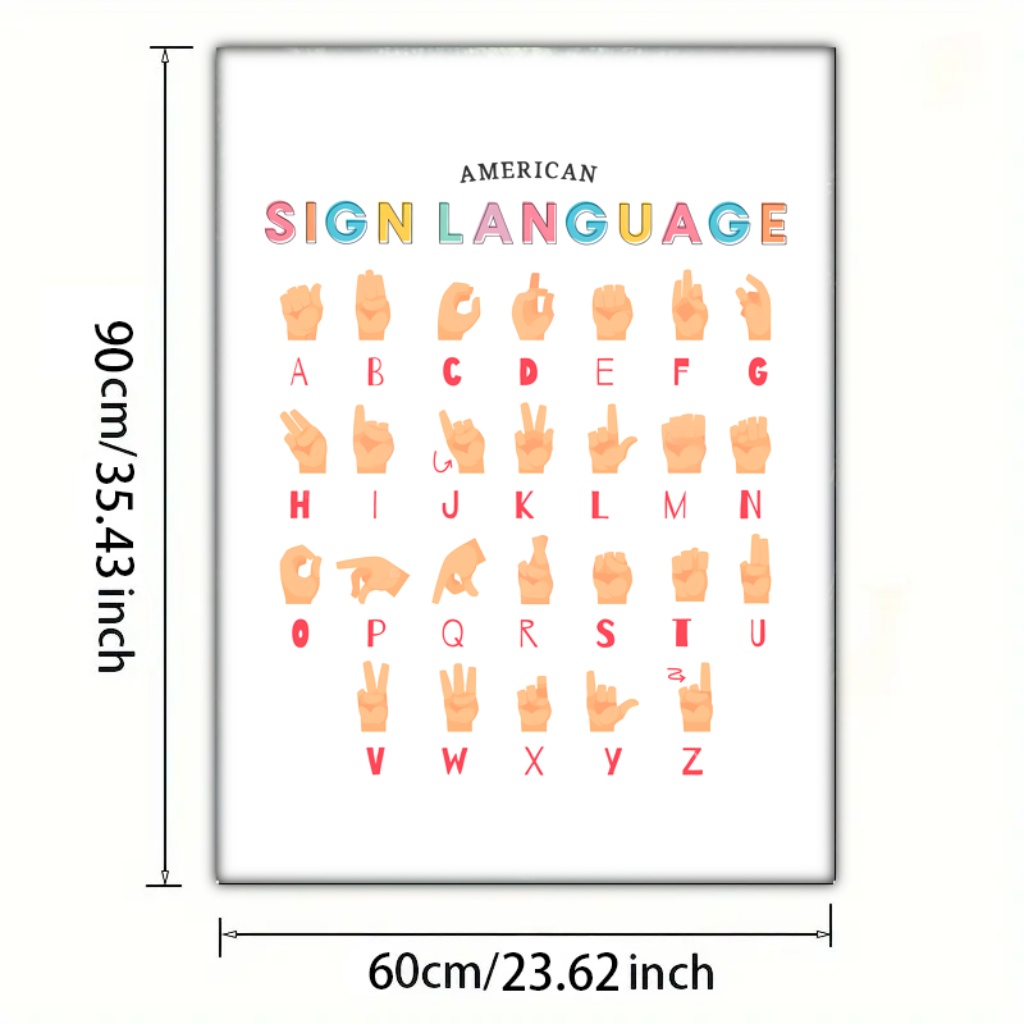 AMERICAN
SIGN LANGUAGE
A B C D E F G
H I J K L M N
O P Q R S T U
V W X Y Z
90cm/35.43 inch
60cm/23.62 inch